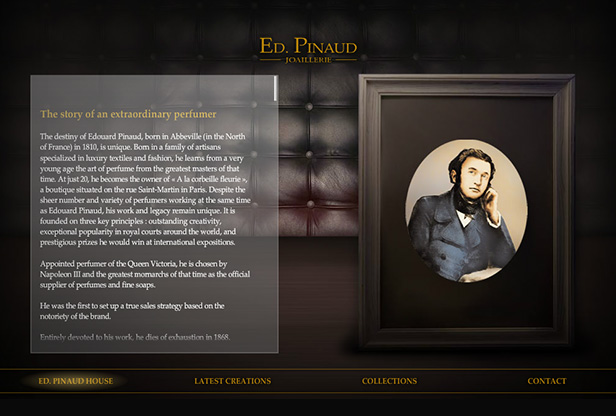 ED. PINAUD
JOAILLERIE
The story of an extraordinary perfumer
The destiny of Edouard Pinaud, born in Abbeville (in the North
of France) in 1810, is unique. Born in a family of artisans
specialized in luxury textiles and fashion, he learns from a very
young age the art of perfume from the greatest masters of that
time. At just 20, he becomes the owner of « A la corbeille fleurie »,
a boutique situated on the rue Saint-Martin in Paris. Despite the
sheer number and variety of perfumers working at the same time
as Edouard Pinaud, his work and legacy remain unique. It is
founded on three key principles : outstanding creativity,
exceptional popularity in royal courts around the world, and
prestigious prizes he would win at international expositions.
Appointed perfumer of the Queen Victoria, he is chosen by
Napoleon III and the greatest momarchs of that time as the official
supplier of perfumes and fine soaps.
He was the first to set up a true sales strategy based on the
notoriety of the brand.
Entirely devoted to his work, he dies of exhaustion in 1868.
ED. PINAUD HOUSE
LATEST CREATIONS
COLLECTIONS
CONTACT